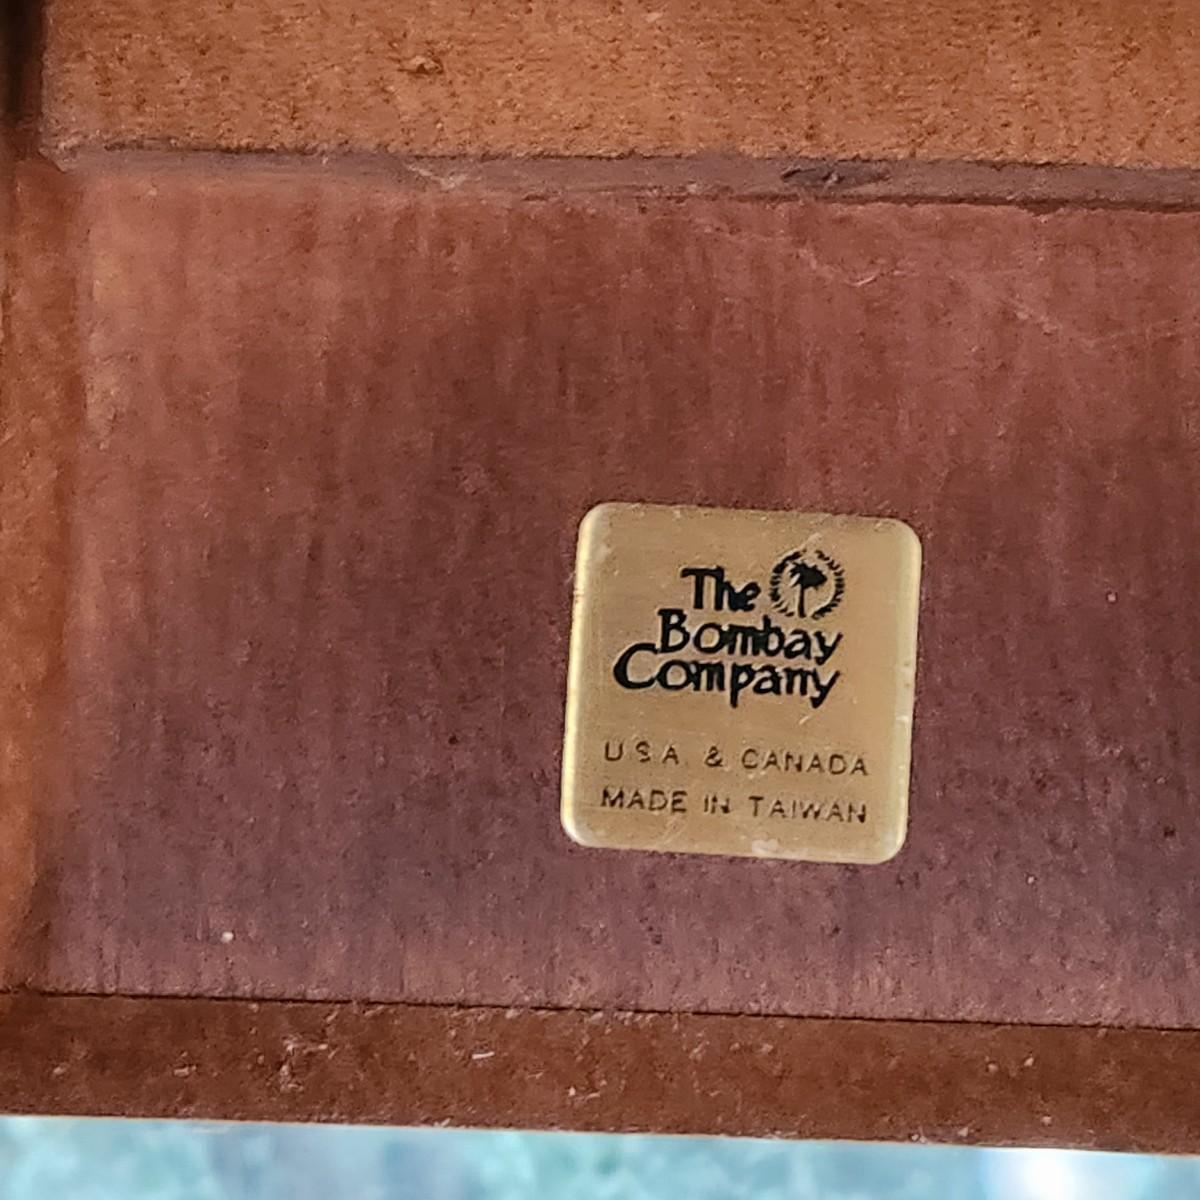 The
Bombay
Company
U.S.A. & CANADA
MADE IN TAIWAN